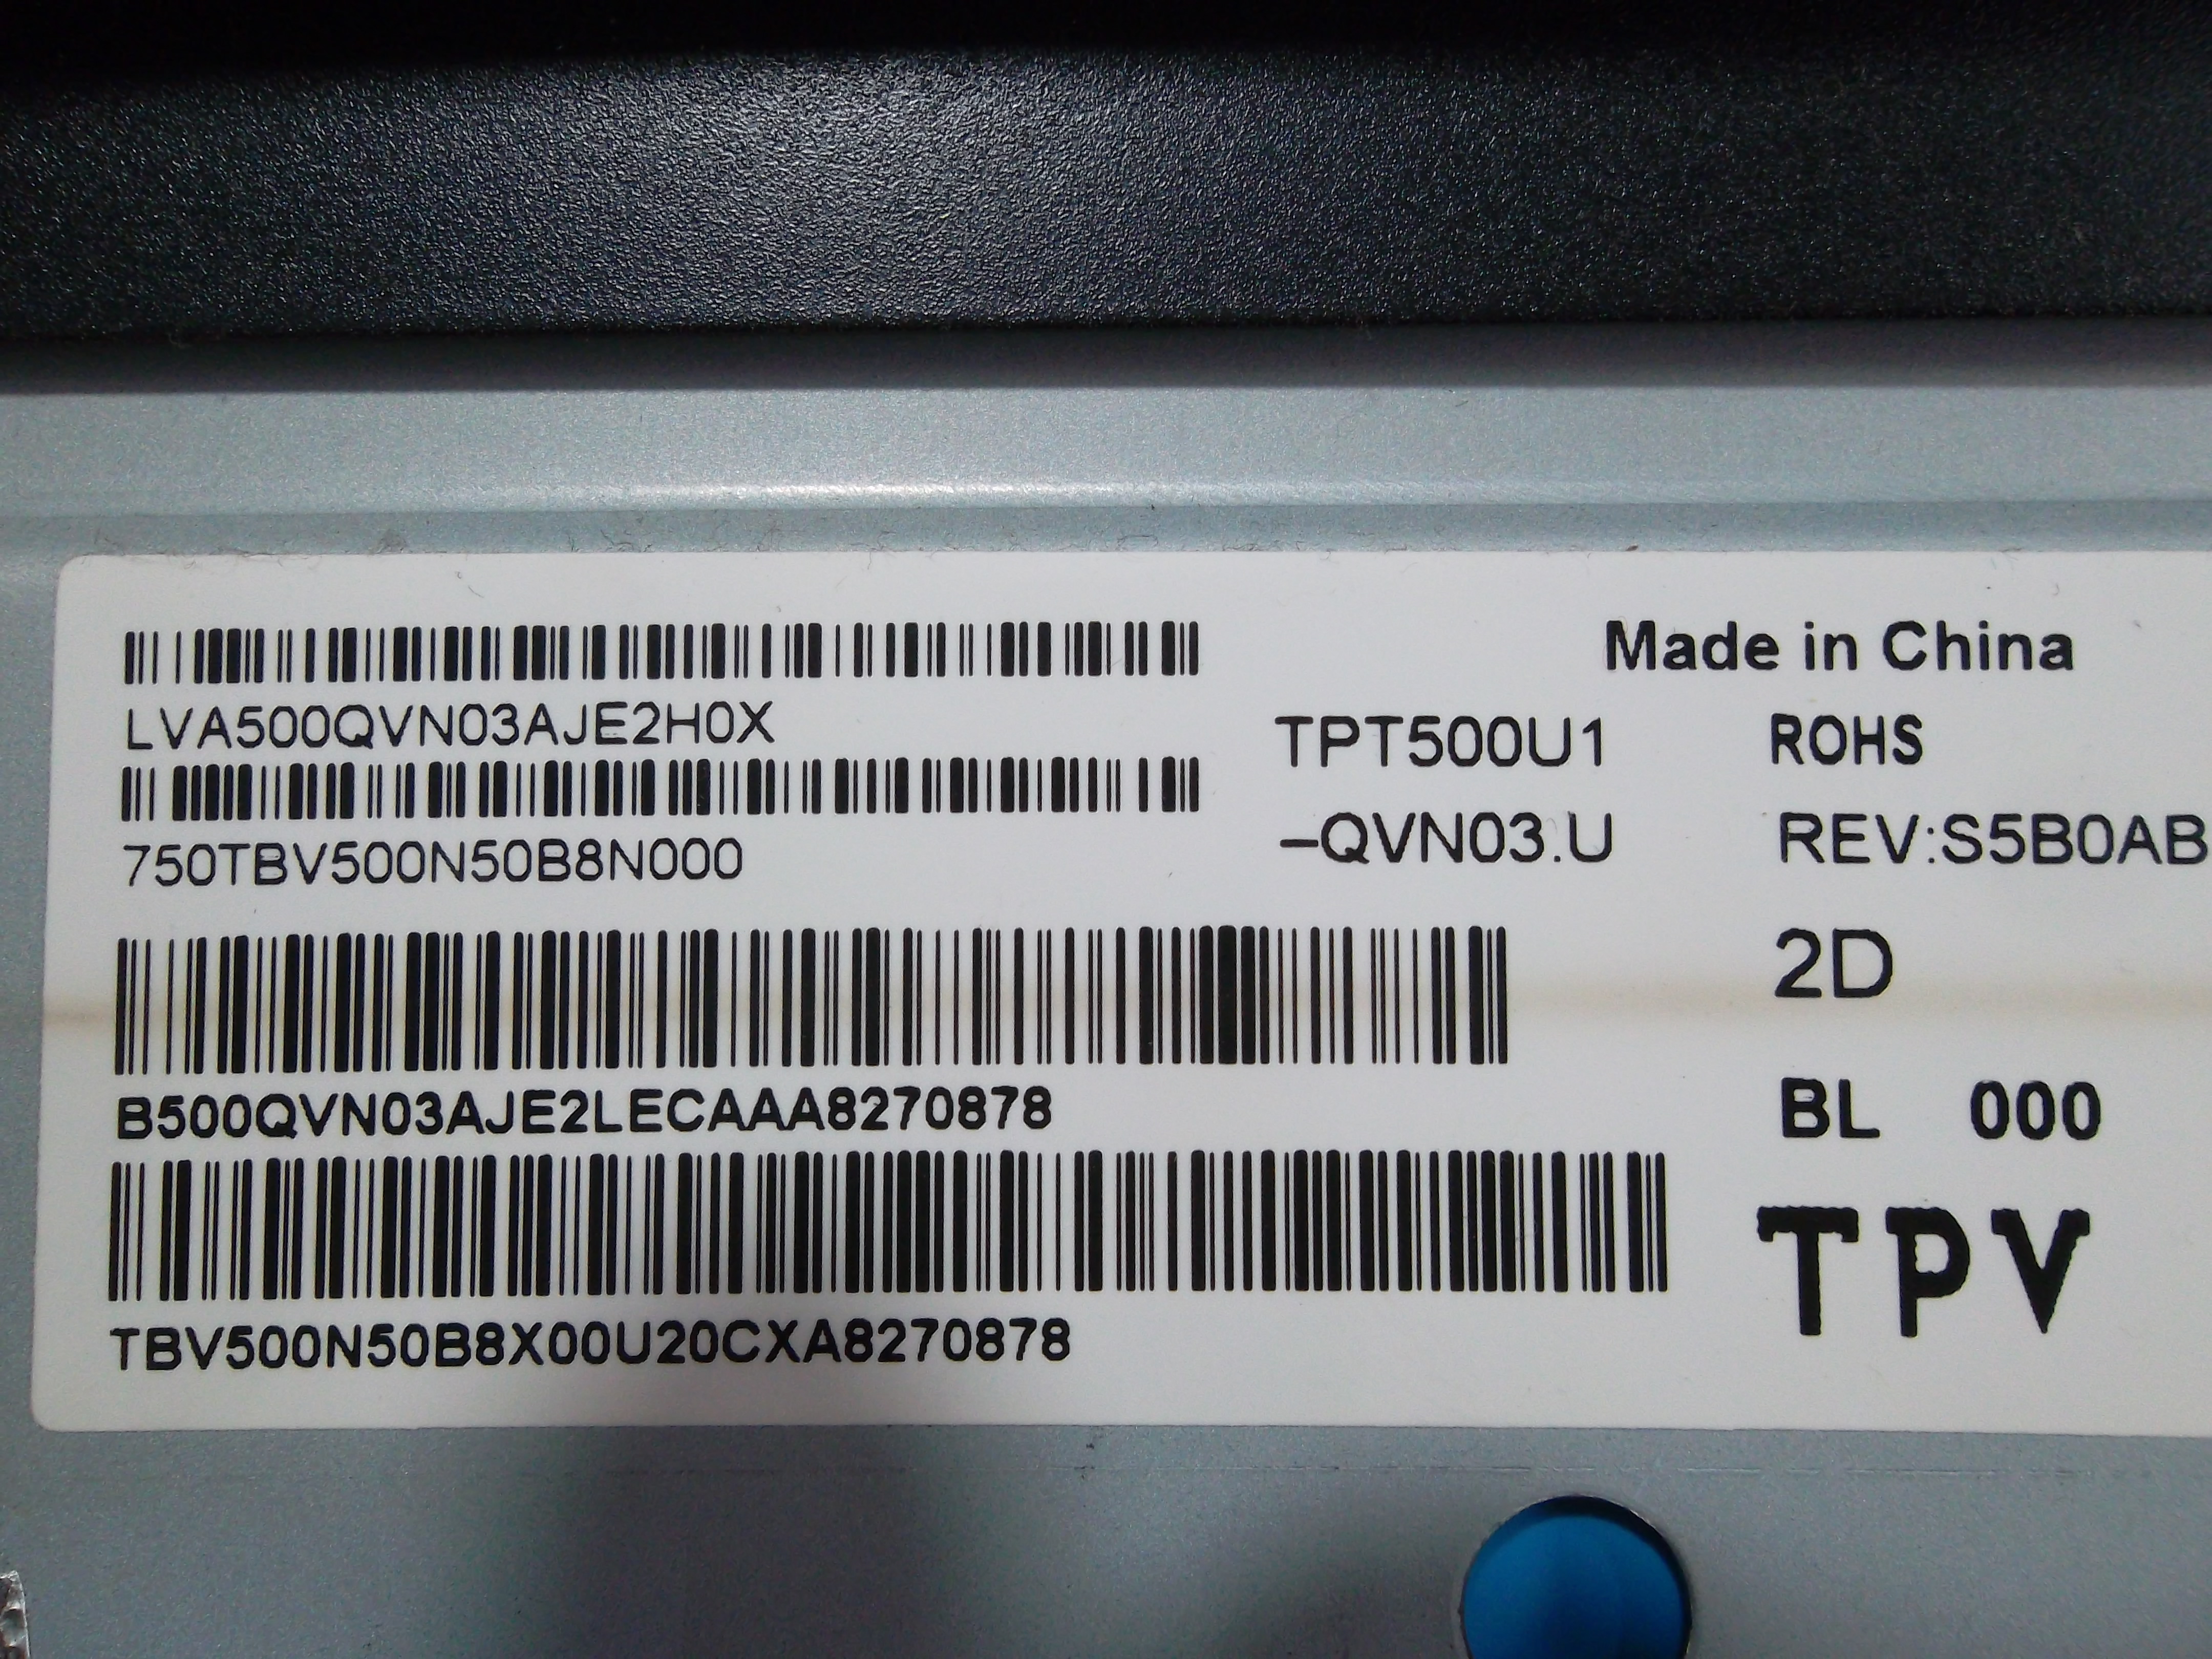 Made in China
LVA500QVN03AJE2H0X
TPT500U1
ROHS
750TBV500N50B8N000
-QVN03.U
REV:S5B0AB
2D
B500QVN03AJE2LECAAA8270878
BL 000
TPV
TBV500N50B8X00U20CXA8270878